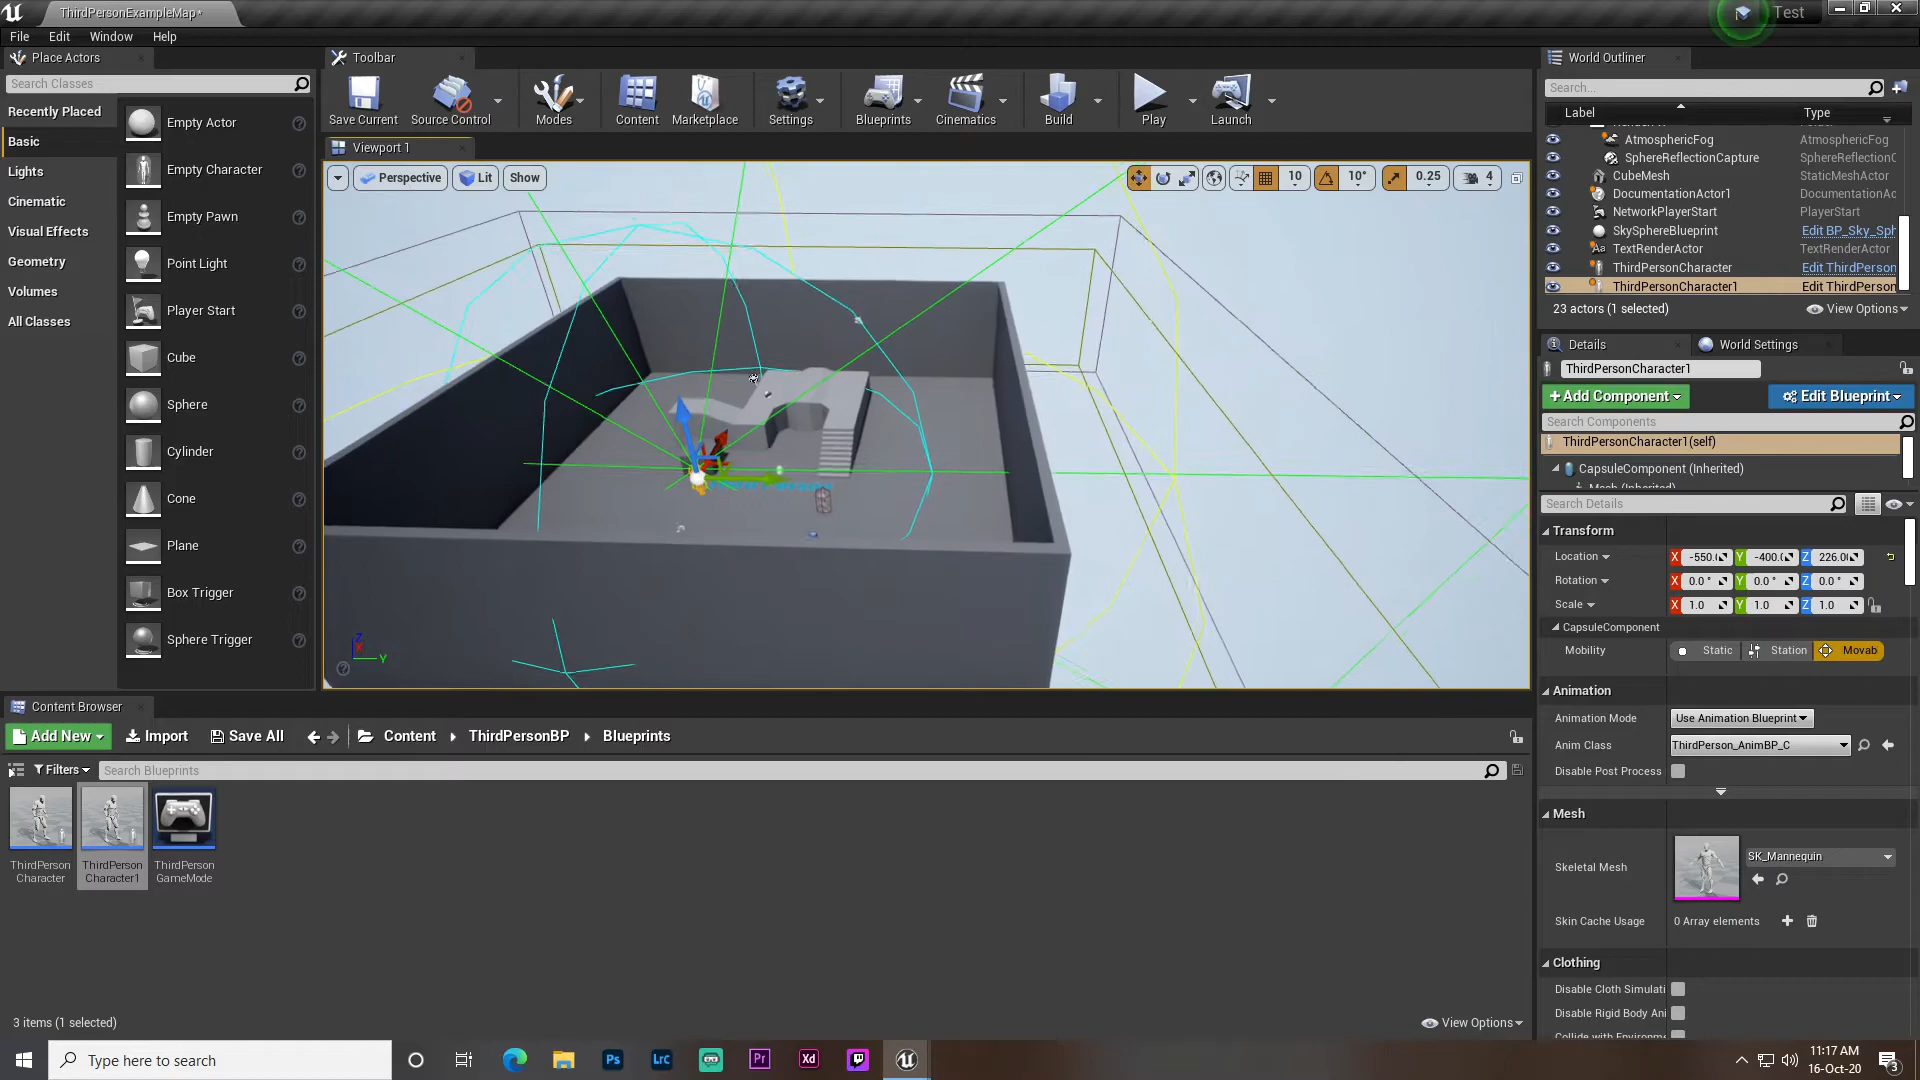 ThirdPersonExampleMap*
Test
File Edit Window Help
Place Actors
Search Classes
Recently Placed
Basic
Lights
Cinematic
Visual Effects
Geometry
Volumes
All Classes
Empty Actor
Empty Character
Empty Pawn
Point Light
Player Start
Cube
Sphere
Cylinder
Cone
Plane
Box Trigger
Sphere Trigger
Toolbar
Save Current Source Control Modes Content Marketplace Settings Blueprints Cinematics Build Play Launch
Viewport 1
Perspective Lit Show 10 10° 0.25 4
Z
X
Y
World Outliner
Search...
Label Type
AtmosphericFog AtmosphericFog
SphereReflectionCapture SphereReflectionC
CubeMesh StaticMeshActor
DocumentationActor1 DocumentationAc
NetworkPlayerStart PlayerStart
SkySphereBlueprint Edit BP_Sky_Sph
TextRenderActor TextRenderActor
ThirdPersonCharacter Edit ThirdPerson
ThirdPersonCharacter1 Edit ThirdPerson
23 actors (1 selected) View Options
Details World Settings
ThirdPersonCharacter1
+Add Component Edit Blueprint
Search Components
ThirdPersonCharacter1(self)
CapsuleComponent (Inherited)
Mesh (Inherited)
Search Details
Transform
Location X -550.( Y -400.( Z 226.0(
Rotation X 0.0 ° Y 0.0 ° Z 0.0 °
Scale X 1.0 Y 1.0 Z 1.0
CapsuleComponent
Mobility Static Station Movab
Animation
Animation Mode Use Animation Blueprint
Anim Class ThirdPerson_AnimBP_C
Disable Post Process
Mesh
Skeletal Mesh SK_Mannequin
Skin Cache Usage 0 Array elements
Clothing
Disable Cloth Simulati
Disable Rigid Body Ani
Collide with Environme
Content Browser
Add New Import Save All Content ThirdPersonBP Blueprints
Filters Search Blueprints
ThirdPerson
Character
ThirdPerson
Character1
ThirdPerson
GameMode
3 items (1 selected) View Options
Type here to search
Ps Lrc Pr Xd
11:17 AM
16-Oct-20
3